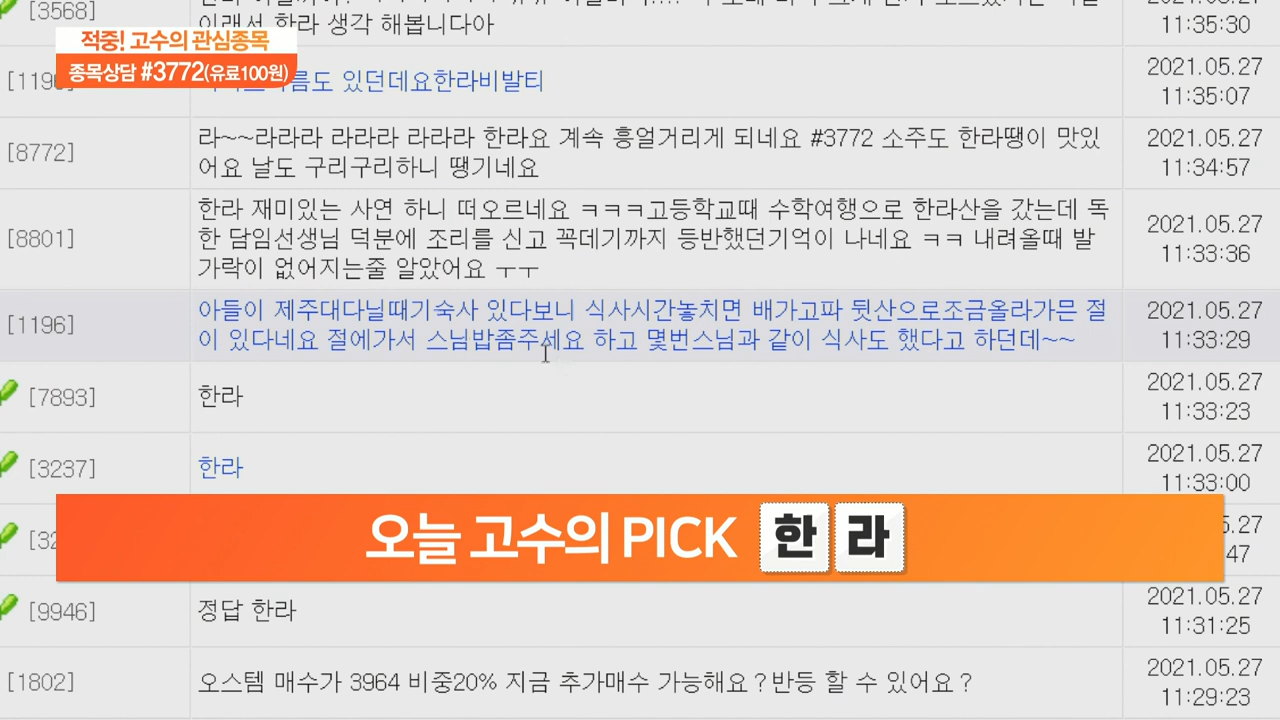 [3568]
이래서 한라 생각 해봅니다아
11:35:30
적중! 고수의 관심종목
종목상담 #3772(유료100원)
있던데요한라비발티
2021.05.27
11:35:07
[8772]
라~~라라라 라라라 라라라 한라요 계속 흥얼거리게 되네요 #3772 소주도 한라땡이 맛있
어요 날도 구리구리하니 땡기네요
2021.05.27
11:34:57
[8801]
한라 재미있는 사연 하니 떠오르네요 ㅋㅋㅋ고등학교때 수학여행으로 한라산을 갔는데 독
한 담임선생님 덕분에 조리를 신고 꼭데기까지 등반했던기억이 나네요 ㅋㅋ 내려올때 발
가락이 없어지는줄 알았어요 ㅜㅜ
2021.05.27
11:33:36
[1196]
아들이 제주대다닐때기숙사 있다보니 식사시간놓치면 배가고파 뒷산으로조금올라가믄 절
이 있다네요 절에가서 스님밥좀주세요 하고 몇번스님과 같이 식사도 했다고 하던데~~
2021.05.27
11:33:29
[7893]
한라
2021.05.27
11:33:23
[3237]
한라
2021.05.27
11:33:00
오늘 고수의 PICK 한라
[9946]
정답 한라
2021.05.27
11:31:25
[1802]
오스템 매수가 3964 비중20% 지금 추가매수 가능해요?반등 할 수 있어요?
2021.05.27
11:29:23